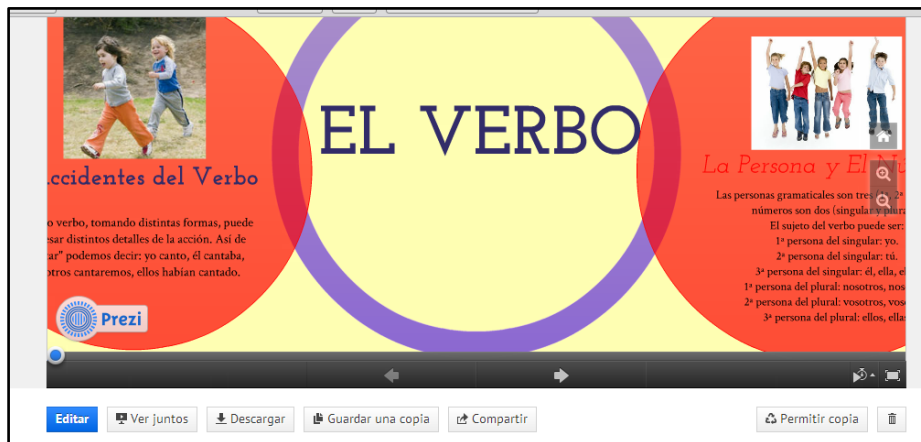 EL VERBO
ccidentes del Verbo
o verbo, tomando distintas formas, puede
sar distintos detalles de la acción. Así de
ar" podemos decir: yo canto, él cantaba,
otros cantaremos, ellos habían cantado.
La Persona y El Nú
Las personas gramaticales son tres 2ª
números son dos (singular y plura
El sujeto del verbo puede ser:
1ª persona del singular: yo.
2ª persona del singular: tú.
3ª persona del singular: él, ella, e
1ª persona del plural: nosotros, nos
2ª persona del plural: vosotros, vos
3ª persona del plural: ellos, ellas
Prezi
Editar
Ver juntos
Descargar
Guardar una copia
Compartir
Permitir copia